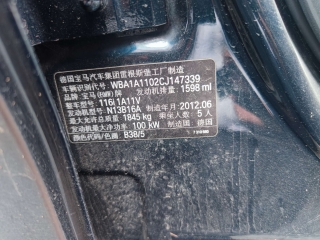 德国宝马汽车集团雷根斯堡工厂制造
车辆识别代号: WBA1A1102CJ147339
品牌: 宝马(BMW)牌 发动机排量: 1598 ml
整车型号: 116i,1A11V
发动机型号: N13B16A 制造年月: 2012.06
最大允许总质量: 1845 kg 乘坐人数: 5 人
发动机最大净功率: 100 kW 制造国: 德国
颜色代码/色漆: B38/5